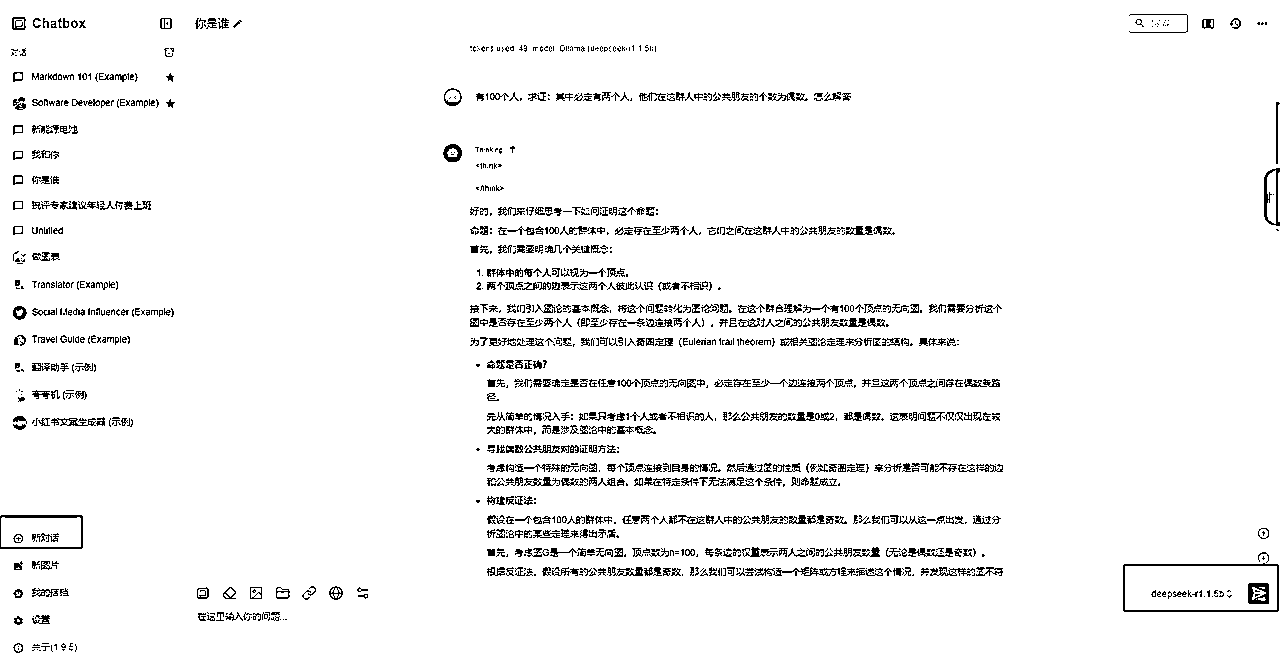 Chatbox
你是谁
对话
Markdown 101 (Example)
Software Developer (Example)
新能源电池
我和你
你是谁
锐评专家建议年轻人付费上班
Untitled
做图表
Translator (Example)
Social Media Influencer (Example)
Travel Guide (Example)
翻译助手 (示例)
夸夸机 (示例)
小红书文案生成器 (示例)
新对话
新图片
我的搭档
设置
关于(1.9.5)
tokens used: 49, model: Ollama (deepseek-r1:1.5b)
有100个人，求证：其中必定有两个人，他们在这群人中的公共朋友的个数为偶数。怎么解答
Thinking
<think>
</think>
好的，我们来仔细思考一下如何证明这个命题：
命题：在一个包含100人的群体中，必定存在至少两个人，它们之间在这群人中的公共朋友的数量是偶数。
首先，我们需要明确几个关键概念：
1. 群体中的每个人可以视为一个顶点。
2. 两个顶点之间的边表示这两个人彼此认识（或者不相识）。
接下来，我们引入图论的基本概念，将这个问题转化为图论问题。在这个群合理解为一个有100个顶点的无向图，我们需要分析这个
图中是否存在至少两个人（即至少存在一条边连接两个人），并且在这对人之间的公共朋友数量是偶数。
为了更好地处理这个问题，我们可以引入奇圈定理（Eulerian trail theorem）或相关图论定理来分析图的结构。具体来说：
命题是否正确？
首先，我们需要确定是否在任意100个顶点的无向图中，必定存在至少一个边连接两个顶点，并且这两个顶点之间存在偶数条路
径。
先从简单的情况入手：如果只考虑1个人或者不相识的人，那么公共朋友的数量是0或2，都是偶数。这表明问题不仅仅出现在较
大的群体中，而是涉及图论中的基本概念。
寻找偶数公共朋友对的证明方法：
考虑构造一个特殊的无向图，每个顶点连接到自身的情况。然后通过图的性质（例如奇圈定理）来分析是否可能不存在这样的边
和公共朋友数量为偶数的两人组合。如果在特定条件下无法满足这个条件，则命题成立。
构建反证法：
假设在一个包含100人的群体中，任意两个人都不在这群人中的公共朋友的数量都是奇数。那么我们可以从这一点出发，通过分
析图论中的某些定理来得出矛盾。
首先，考虑图G是一个简单无向图，顶点数为n=100，每条边的权重表示两人之间的公共朋友数量（无论是偶数还是奇数）。
根据反证法，假设所有的公共朋友数量都是奇数，那么我们可以尝试构造一个矩阵或方程来描述这个情况，并发现这样的图不符
在这里输入你的问题...
deepseek-r1:1.5b